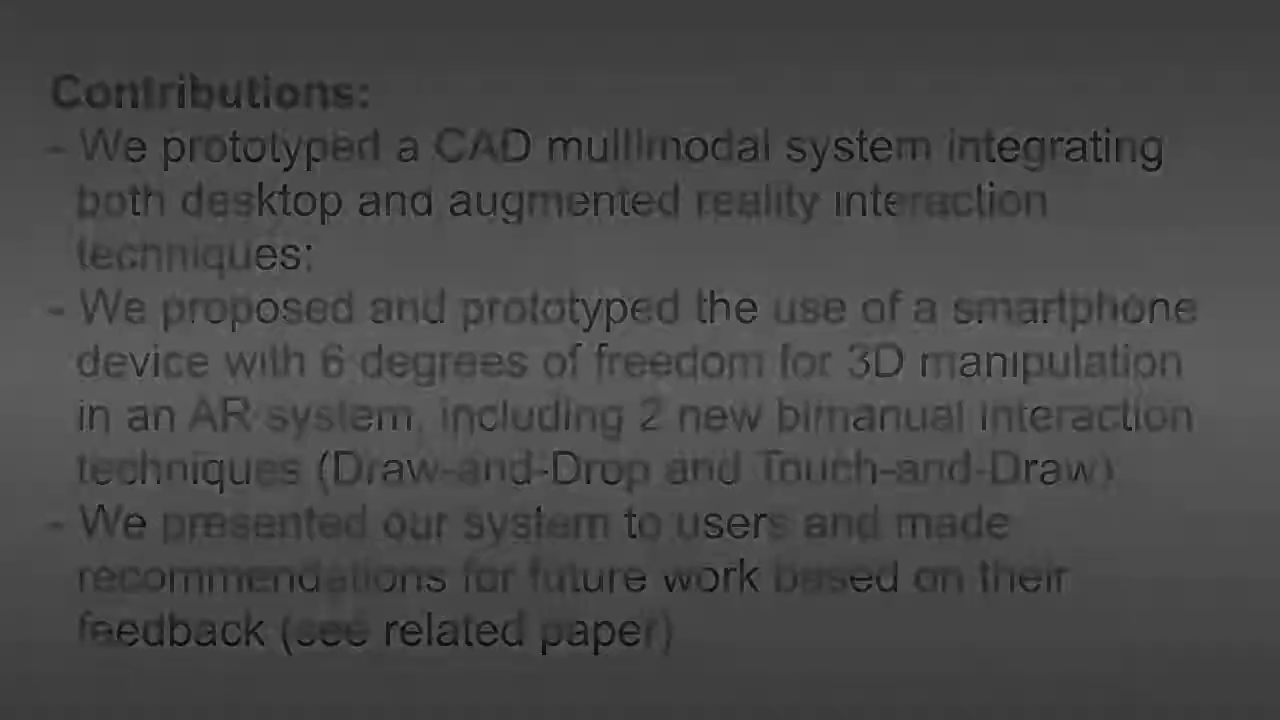 Contributions:
- We prototyped a CAD multimodal system integrating
both desktop and augmented reality interaction
techniques;
- We proposed and prototyped the use of a smartphone
device with 6 degrees of freedom for 3D manipulation
in an AR system, including 2 new bimanual interaction
techniques (Draw-and-Drop and Touch-and-Draw)
- We presented our system to users and made
recommendations for future work based on their
feedback (see related paper)